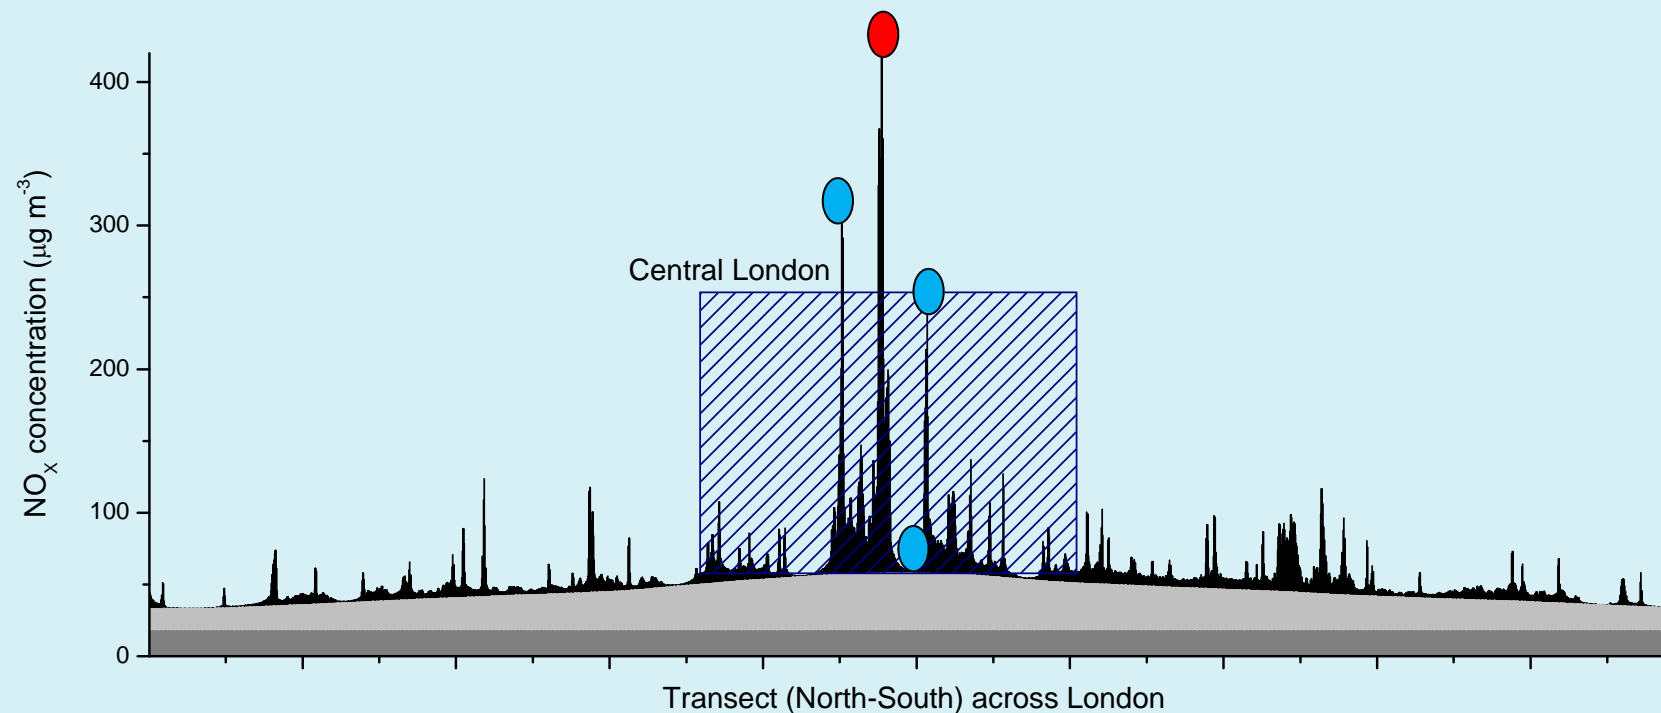 400
300
200
100
0
NOX concentration (μg m-3)
Central London
Transect (North-South) across London